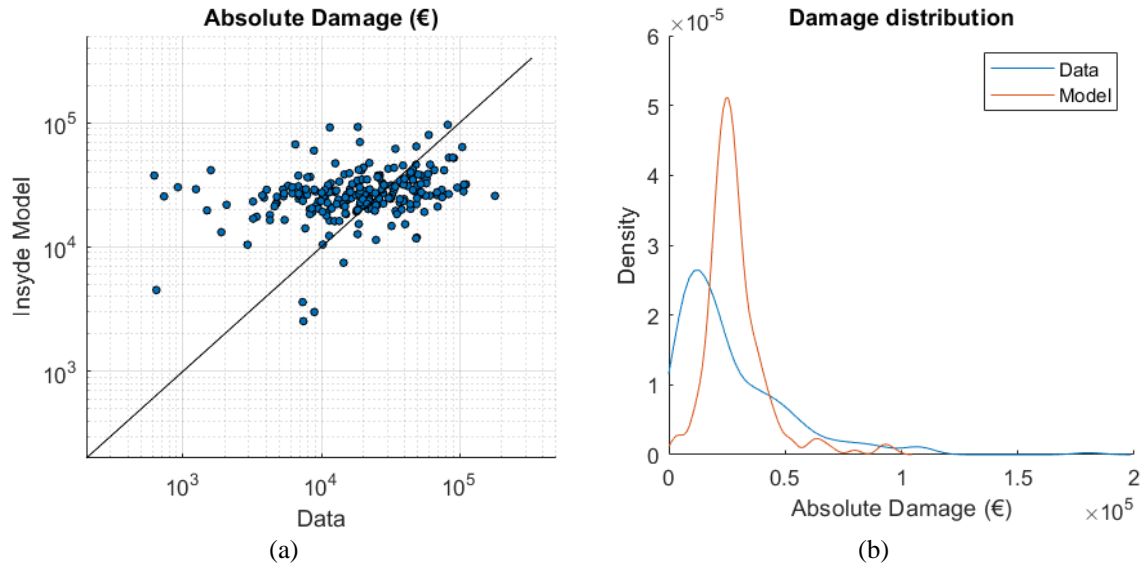 Absolute Damage (€)
10^5
10^4
10^3
Insyde Model
10^3
10^4
10^5
Data
(a)
Damage distribution
×10^-5
6
5
4
3
2
1
0
Density
Data
Model
0
0.5
1
1.5
2
Absolute Damage (€)
×10^5
(b)